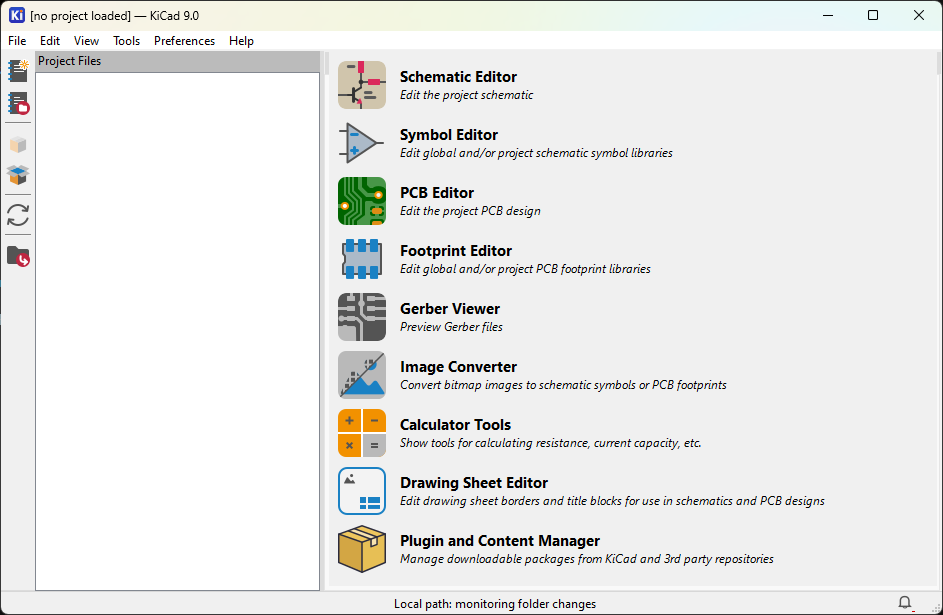 Ki [no project loaded] — KiCad 9.0
File Edit View Tools Preferences Help
Project Files
Schematic Editor
Edit the project schematic
Symbol Editor
Edit global and/or project schematic symbol libraries
PCB Editor
Edit the project PCB design
Footprint Editor
Edit global and/or project PCB footprint libraries
Gerber Viewer
Preview Gerber files
Image Converter
Convert bitmap images to schematic symbols or PCB footprints
Calculator Tools
Show tools for calculating resistance, current capacity, etc.
Drawing Sheet Editor
Edit drawing sheet borders and title blocks for use in schematics and PCB designs
Plugin and Content Manager
Manage downloadable packages from KiCad and 3rd party repositories
Local path: monitoring folder changes